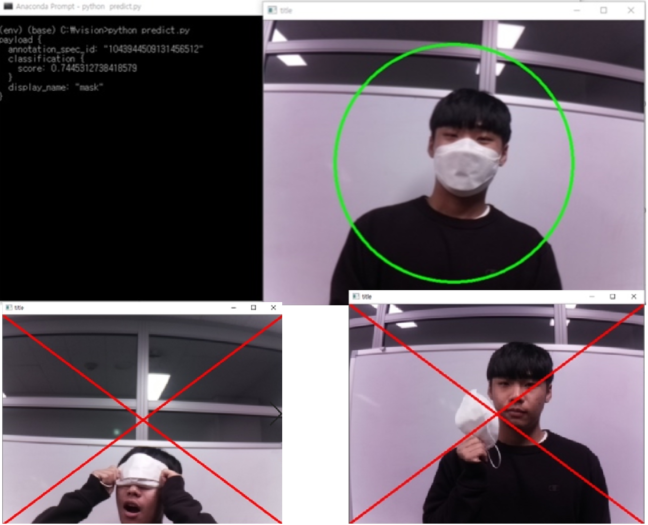 Anaconda Prompt - python predict.py
(env) (base) C:₩vision>python predict.py
payload {
annotation_spec_id: "1043944509131456512"
classification {
score: 0.7445312738418579
}
display_name: "mask"
}
title
title
title